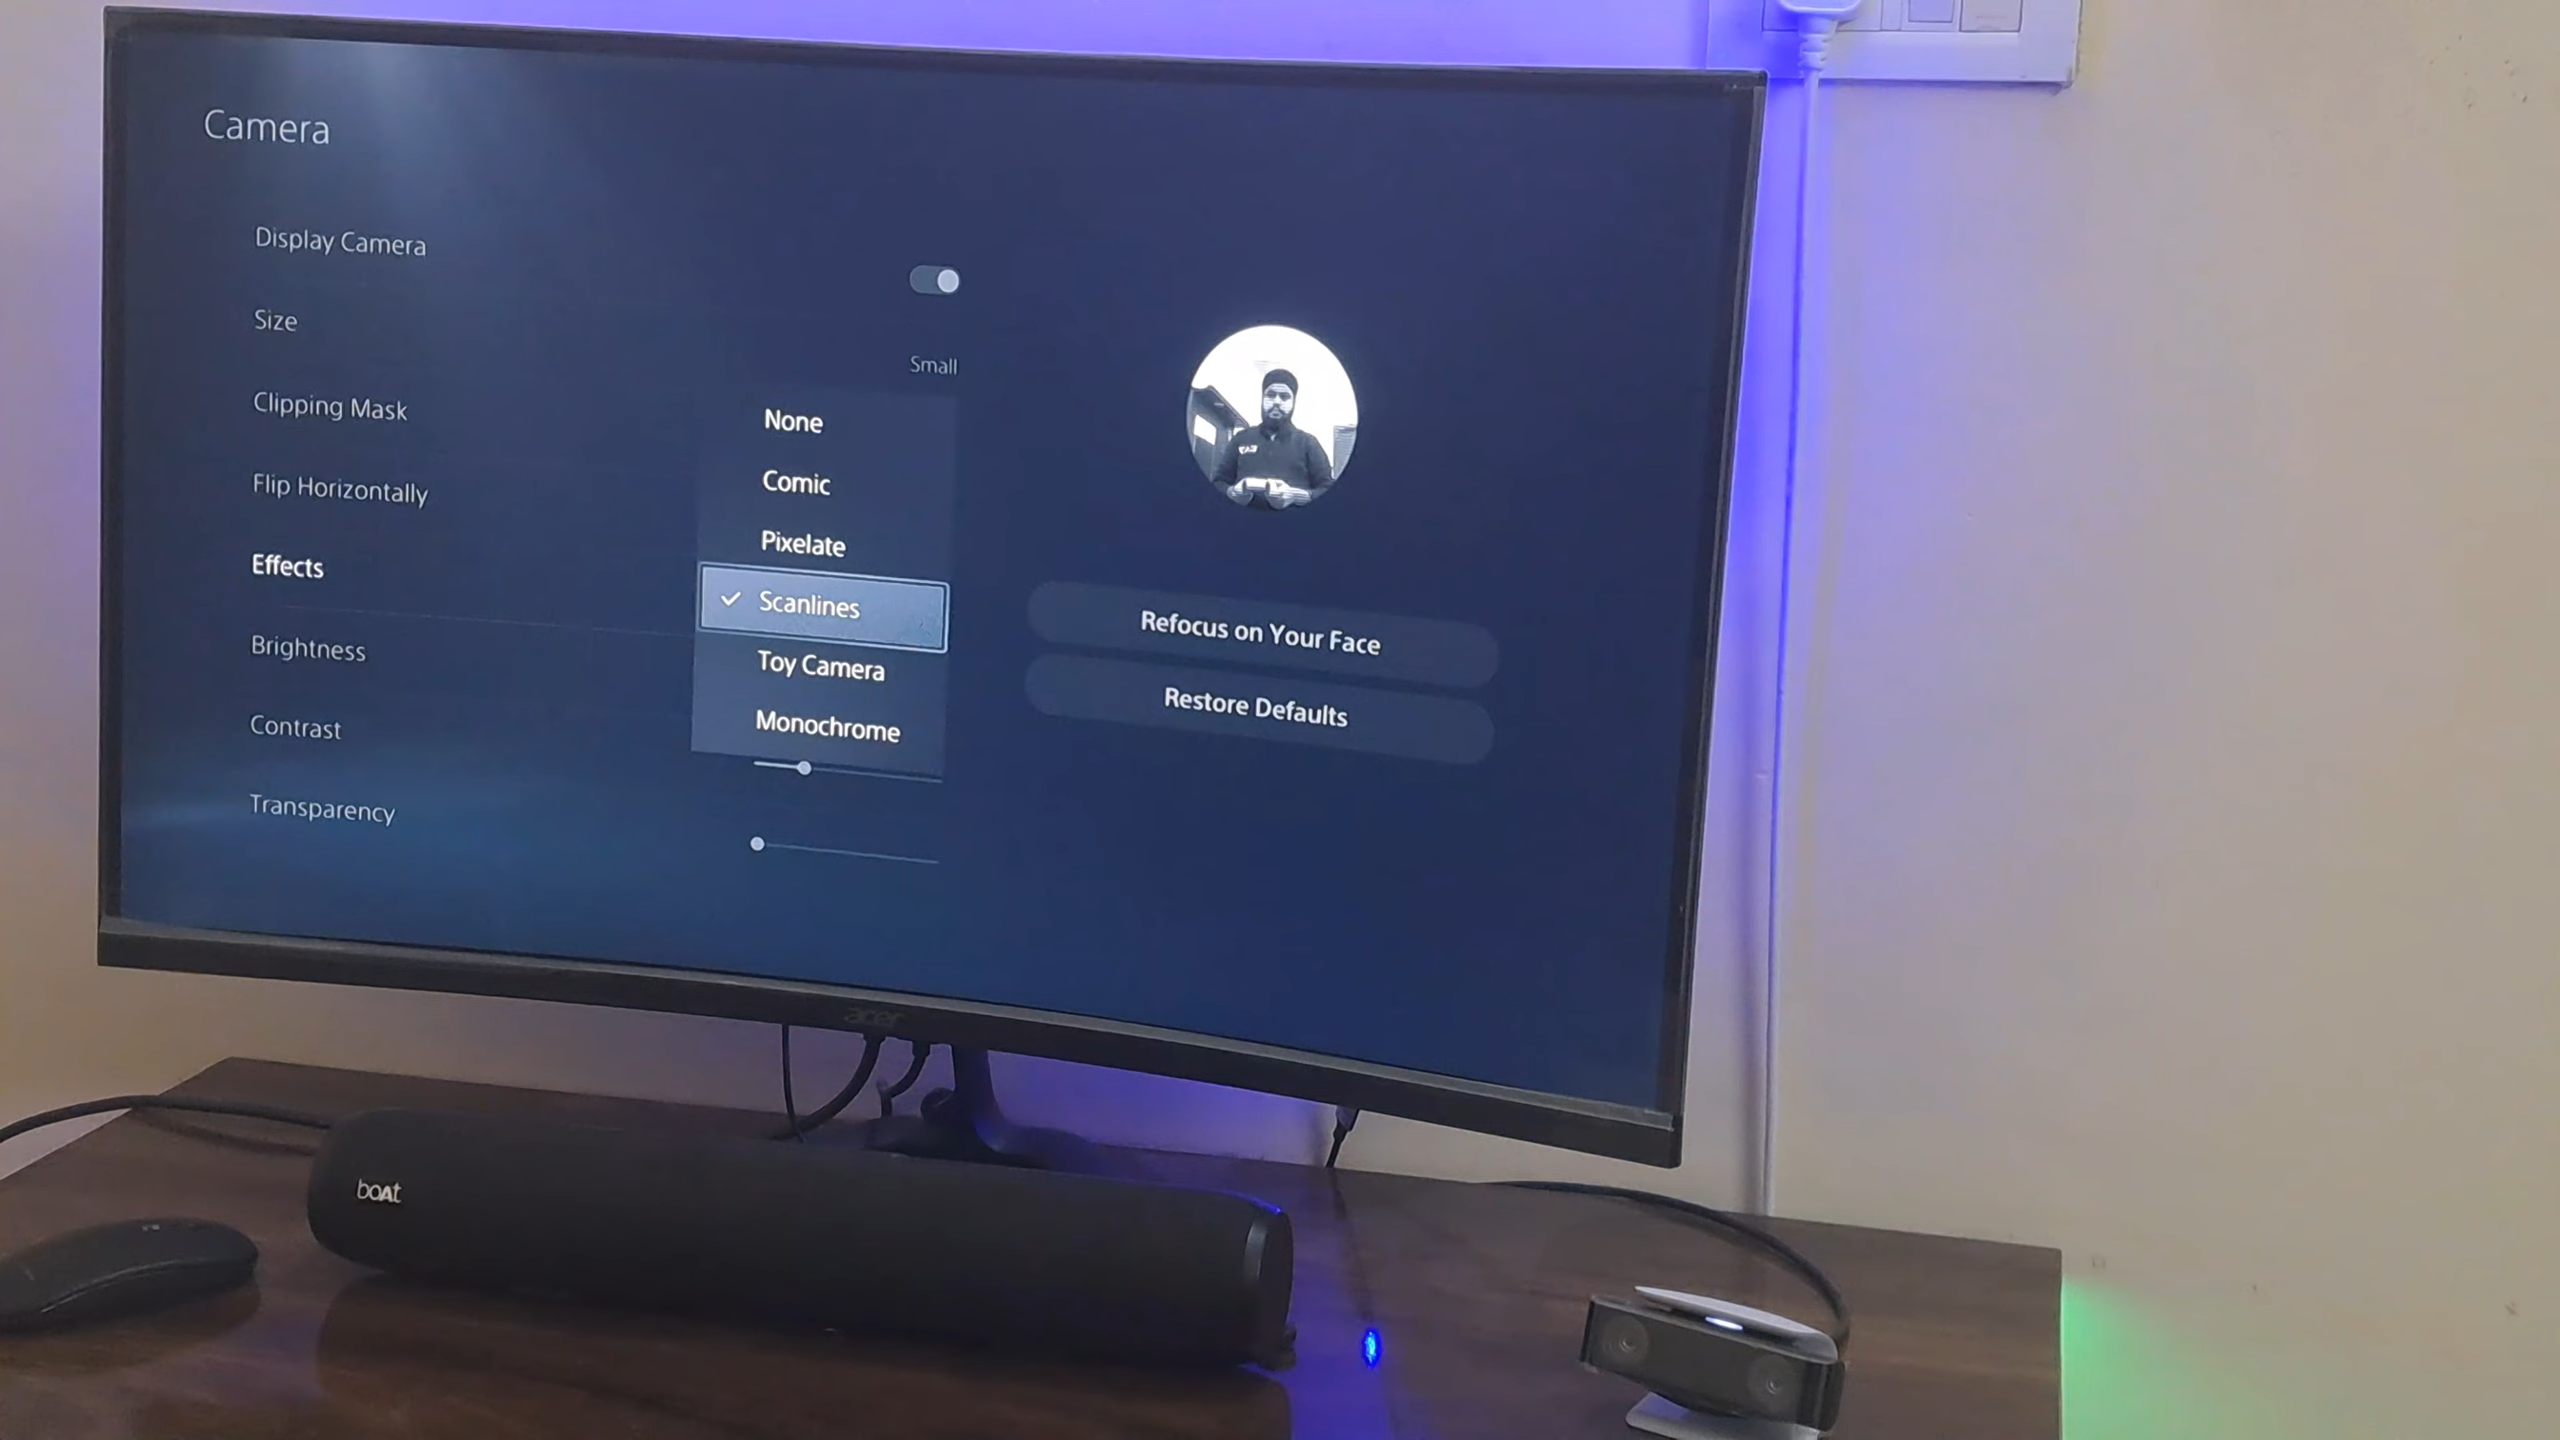 Camera
Display Camera
Size
Small
Clipping Mask
Flip Horizontally
Effects
Brightness
Contrast
Transparency
None
Comic
Pixelate
Scanlines
Toy Camera
Monochrome
Refocus on Your Face
Restore Defaults
acer
boAt